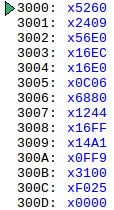 3000: x5260
3001: x2409
3002: x56E0
3003: x16EC
3004: x16E0
3005: x0C06
3006: x6880
3007: x1244
3008: x16FF
3009: x14A1
300A: x0FF9
300B: x3100
300C: xF025
300D: x0000